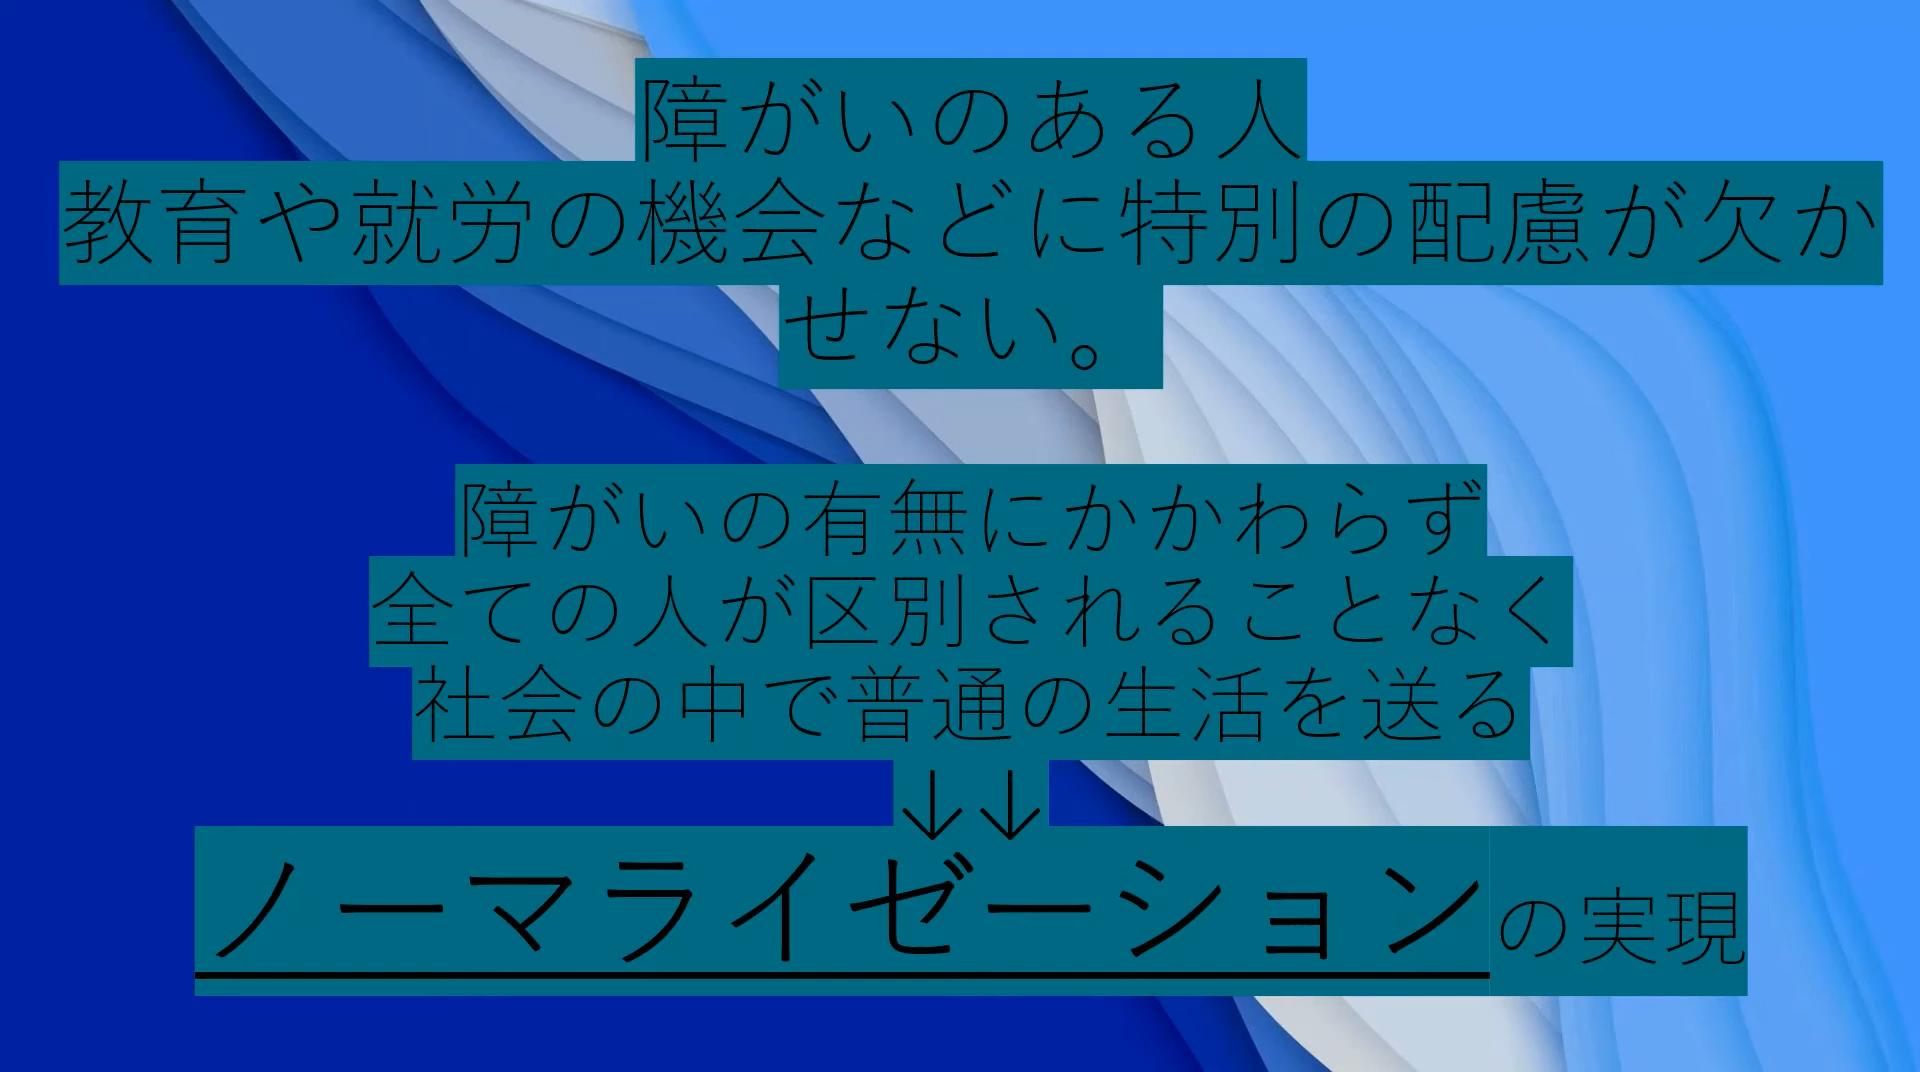 障がいのある人
教育や就労の機会などに特別の配慮が欠か
せない。
障がいの有無にかかわらず
全ての人が区別されることなく
社会の中で普通の生活を送る
↓↓
ノーマライゼーションの実現